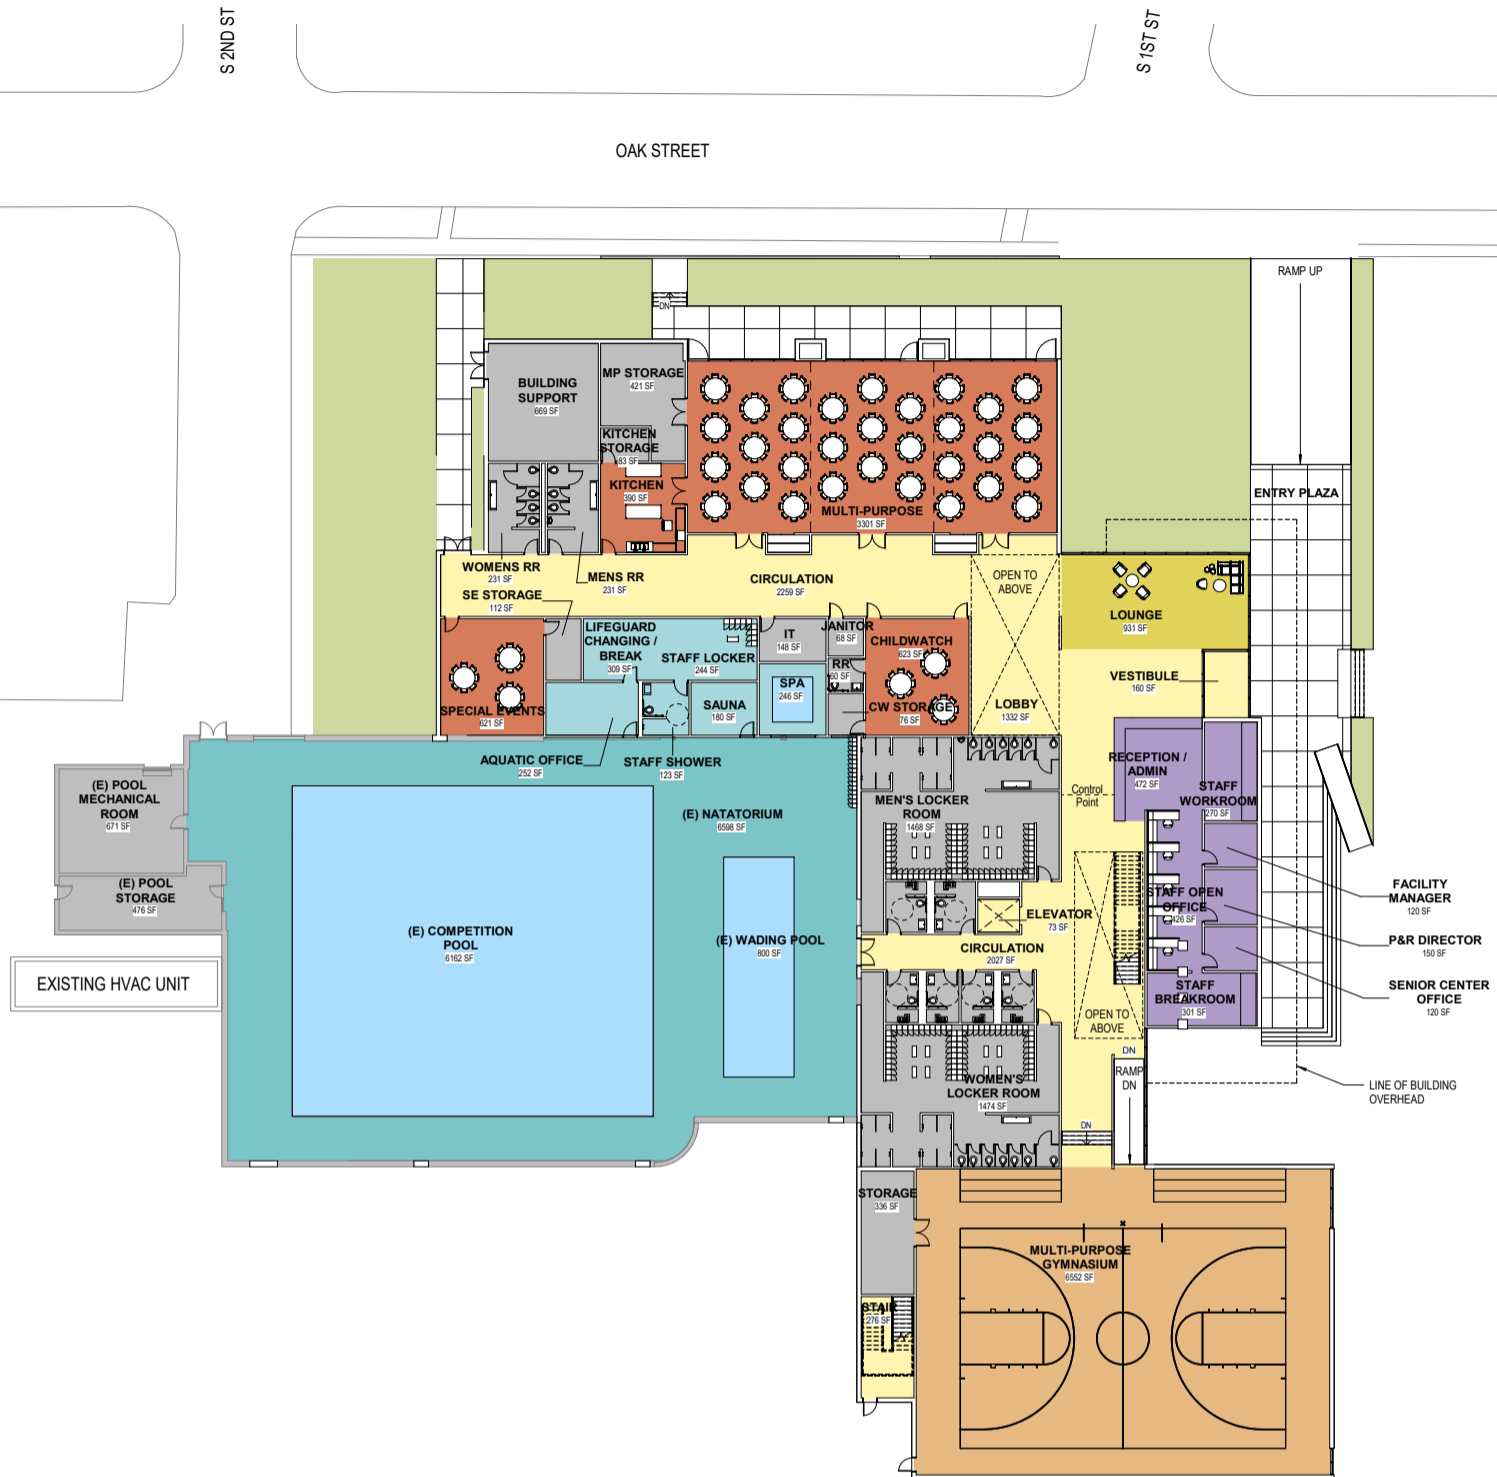 S 2ND ST
S 1ST ST
OAK STREET
RAMP UP
DN
BUILDING
SUPPORT
669 SF
MP STORAGE
421 SF
KITCHEN
STORAGE
83 SF
KITCHEN
390 SF
MULTI-PURPOSE
3301 SF
ENTRY PLAZA
WOMENS RR
231 SF
MENS RR
231 SF
CIRCULATION
2259 SF
OPEN TO
ABOVE
LOUNGE
931 SF
SE STORAGE
112 SF
LIFEGUARD
CHANGING /
BREAK
309 SF
STAFF LOCKER
244 SF
IT
148 SF
JANITOR
68 SF
CHILDWATCH
623 SF
RR
60 SF
SPA
246 SF
SAUNA
180 SF
CW STORAGE
76 SF
LOBBY
1332 SF
VESTIBULE
160 SF
SPECIAL EVENTS
621 SF
AQUATIC OFFICE
252 SF
STAFF SHOWER
123 SF
RECEPTION /
ADMIN
472 SF
STAFF
WORKROOM
270 SF
Control
Point
(E) POOL
MECHANICAL
ROOM
671 SF
(E) NATATORIUM
6598 SF
MEN'S LOCKER
ROOM
1468 SF
(E) POOL
STORAGE
476 SF
FACILITY
MANAGER
120 SF
STAFF OPEN
OFFICE
426 SF
ELEVATOR
73 SF
(E) COMPETITION
POOL
6162 SF
(E) WADING POOL
800 SF
CIRCULATION
2027 SF
P&R DIRECTOR
150 SF
EXISTING HVAC UNIT
STAFF
BREAKROOM
301 SF
SENIOR CENTER
OFFICE
120 SF
OPEN TO
ABOVE
DN
RAMP
DN
WOMEN'S
LOCKER ROOM
1474 SF
LINE OF BUILDING
OVERHEAD
DN
STORAGE
336 SF
MULTI-PURPOSE
GYMNASIUM
6552 SF
STAIR
276 SF